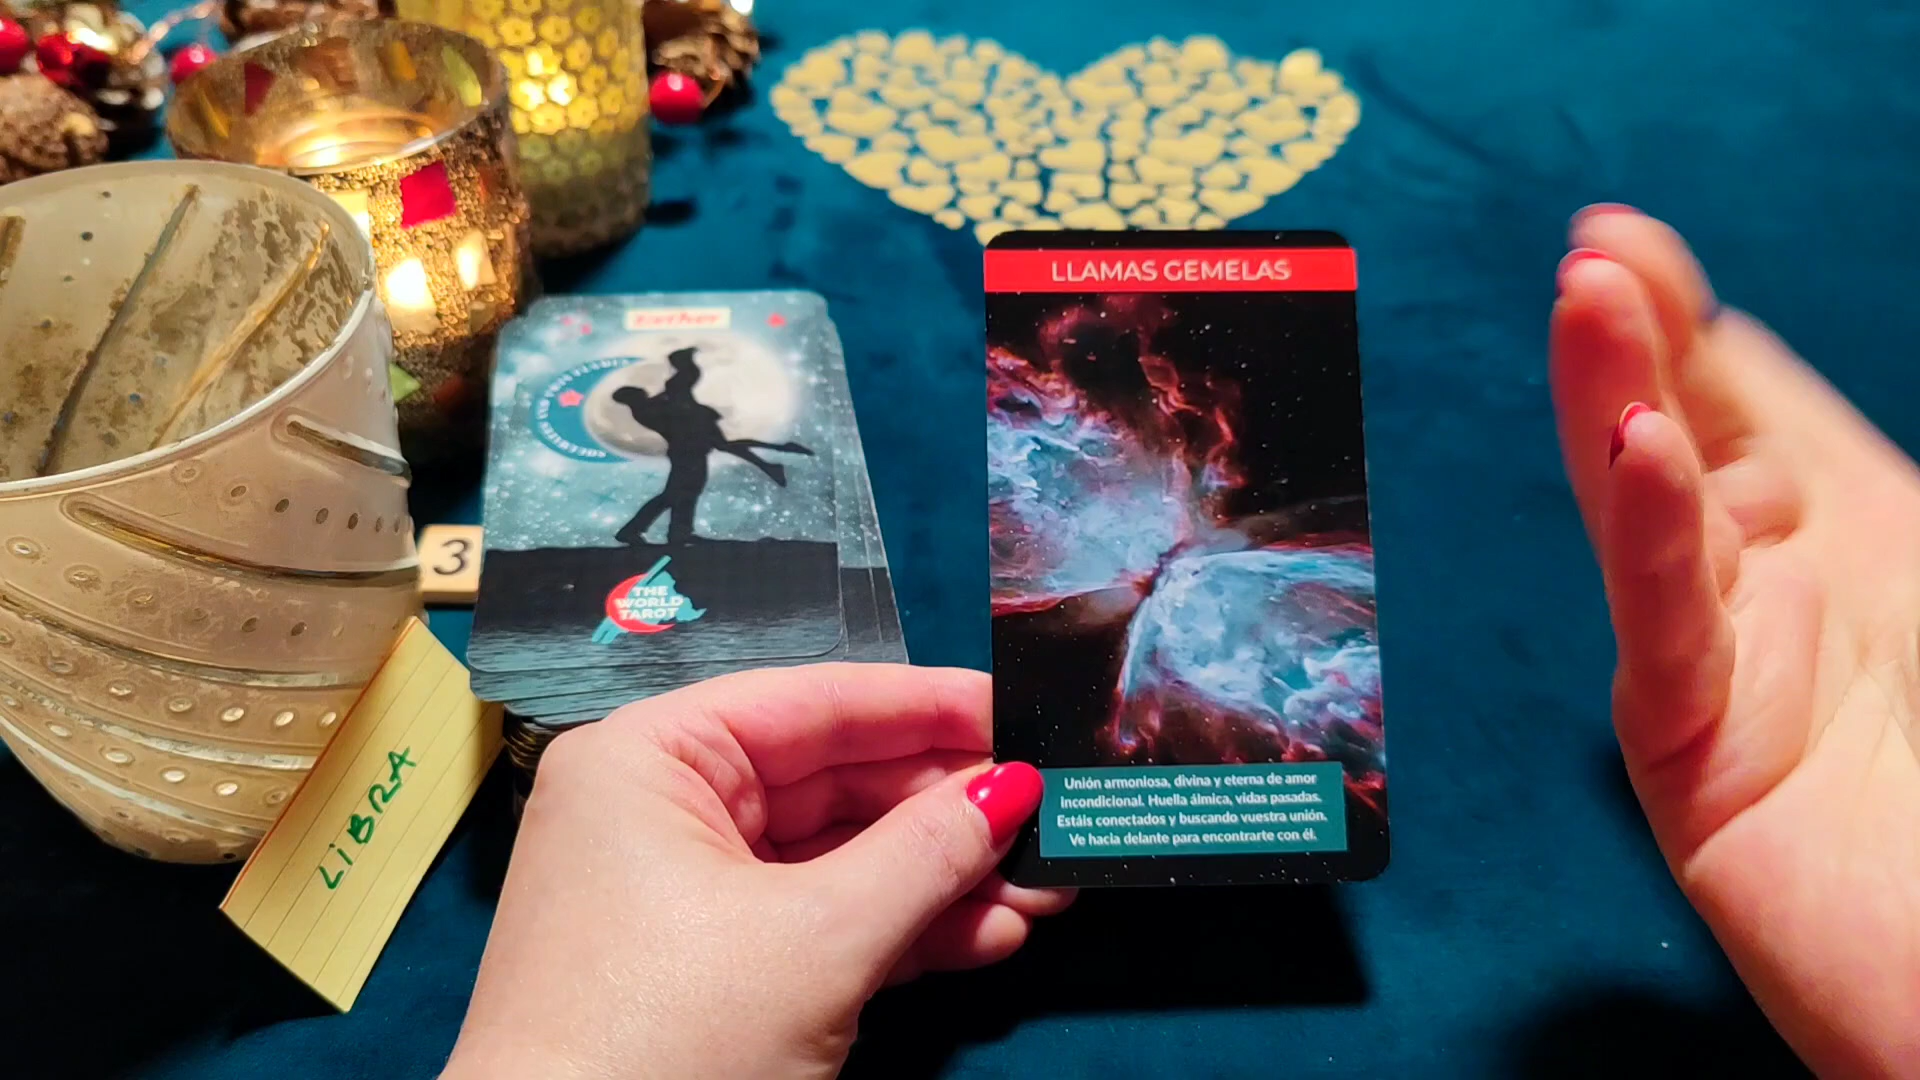 LLAMAS GEMELAS
Unión armoniosa, divina y eterna de amor
incondicional. Huella álmica, vidas pasadas.
Estáis conectados y buscando vuestra unión.
Ve hacia delante para encontrarte con él.
Esther
THE
WORLD
TAROT
3
LiBRA